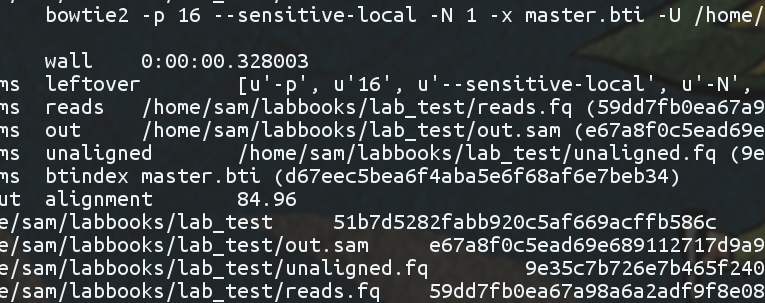 bowtie2 -p 16 --sensitive-local -N 1 -x master.bti -U /home/
wall 0:00:00.328003
ms leftover [u'-p', u'16', u'--sensitive-local', u'-N',
ms reads /home/sam/labbooks/lab_test/reads.fq (59dd7fb0ea67a9
ms out /home/sam/labbooks/lab_test/out.sam (e67a8f0c5ead69e
ms unaligned /home/sam/labbooks/lab_test/unaligned.fq (9e
ms btindex master.bti (d67eec5bea6f4aba5e6f68af6e7beb34)
ut alignment 84.96
e/sam/labbooks/lab_test 51b7d5282fabb920c5af669acffb586c
e/sam/labbooks/lab_test/out.sam e67a8f0c5ead69e689112717d9a9
e/sam/labbooks/lab_test/unaligned.fq 9e35c7b726e7b465f240
e/sam/labbooks/lab_test/reads.fq 59dd7fb0ea67a98a6a2adf9f8e08